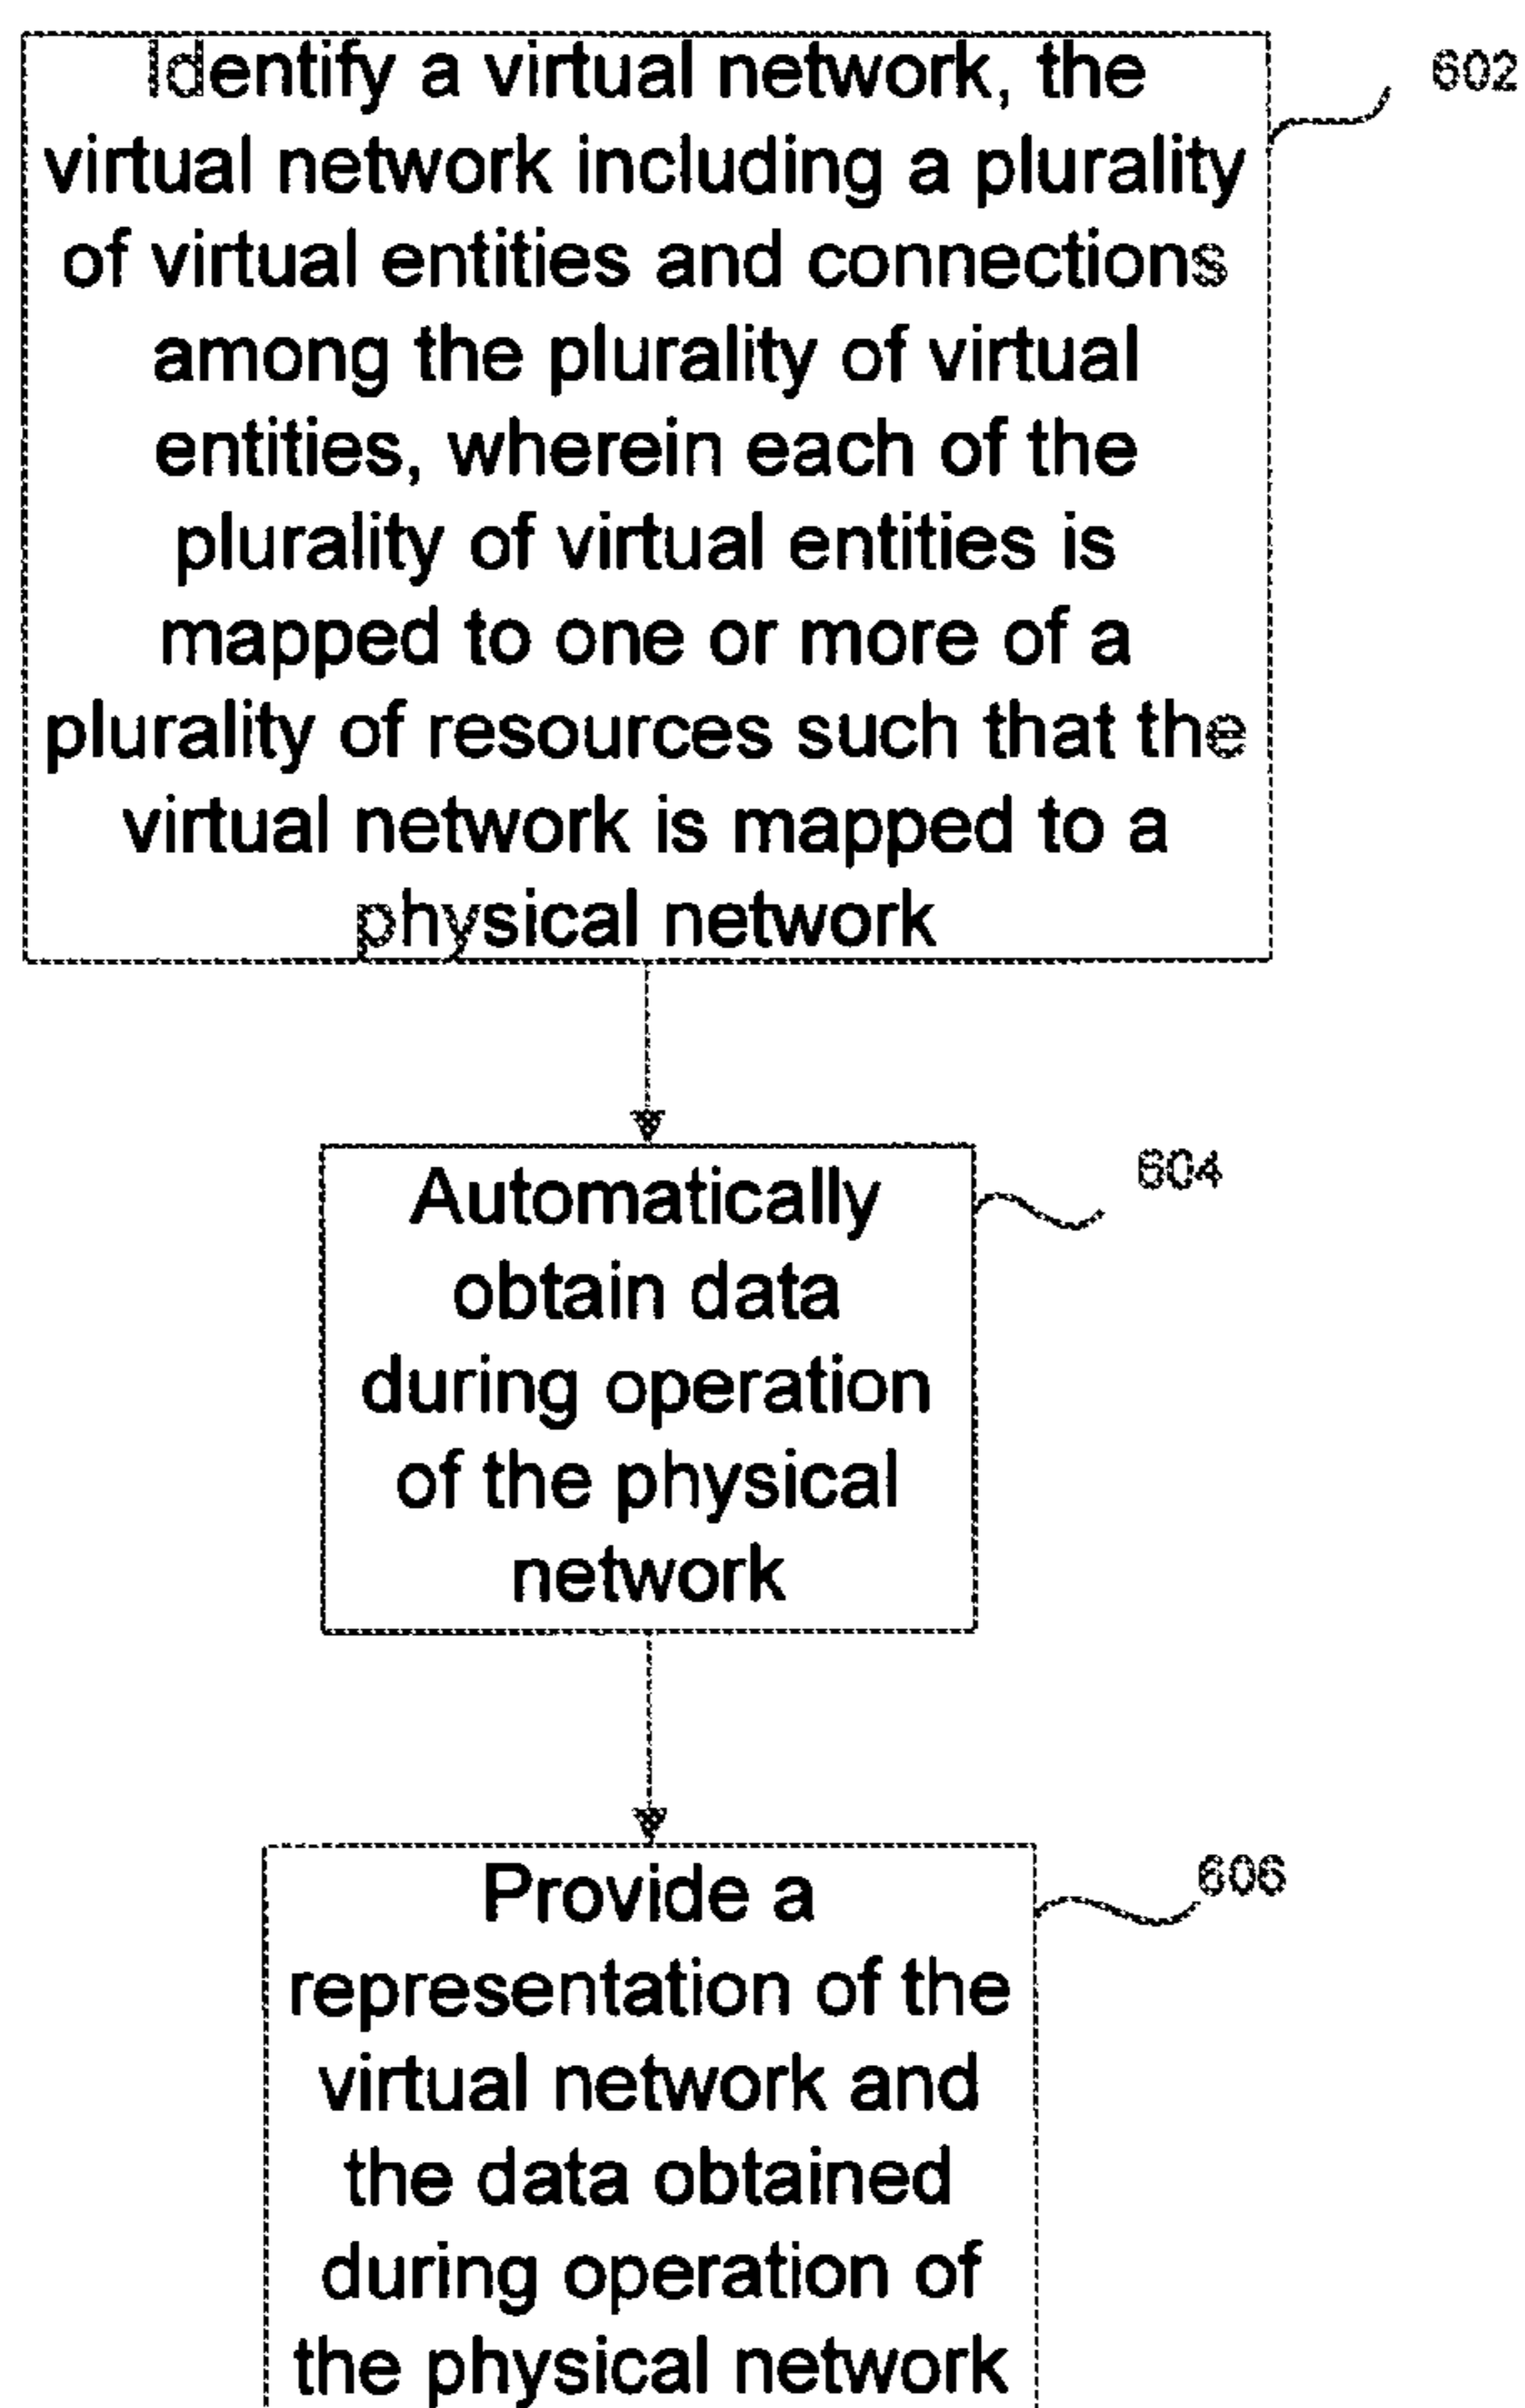 Identify a virtual network, the
602
virtual network including a plurality
of virtual entities and connections
among the plurality of virtual
entities, wherein each of the
plurality of virtual entities is
mapped to one or more of a
plurality of resources such that the
virtual network is mapped to a
physical network
Automatically
604
obtain data
during operation
of the physical
network
Provide a
606
representation of the
virtual network and
the data obtained
during operation of
the physical network